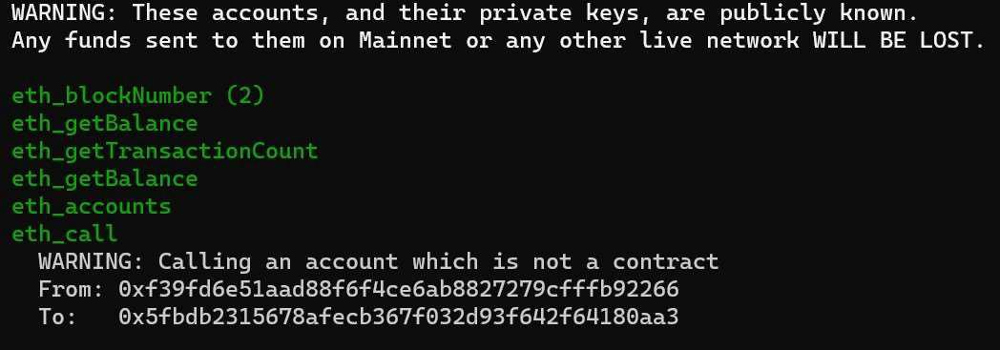 WARNING: These accounts, and their private keys, are publicly known.
Any funds sent to them on Mainnet or any other live network WILL BE LOST.
eth_blockNumber (2)
eth_getBalance
eth_getTransactionCount
eth_getBalance
eth_accounts
eth_call
WARNING: Calling an account which is not a contract
From: 0xf39fd6e51aad88f6f4ce6ab8827279cfffb92266
To: 0x5fbdb2315678afecb367f032d93f642f64180aa3